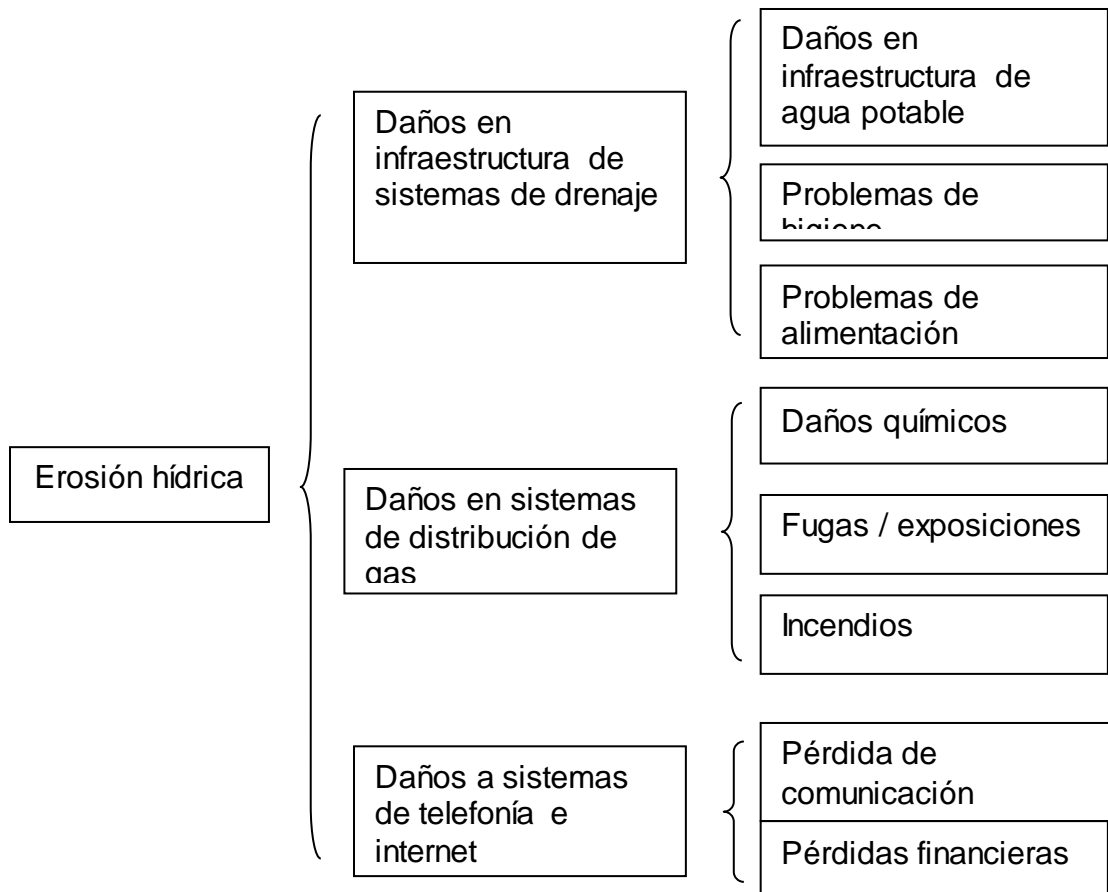 Erosión hídrica
Daños en
infraestructura de
sistemas de drenaje
Daños en
infraestructura de
agua potable
Problemas de
higiene
Problemas de
alimentación
Daños en sistemas
de distribución de
gas
Daños químicos
Fugas / exposiciones
Incendios
Daños a sistemas
de telefonía e
internet
Pérdida de
comunicación
Pérdidas financieras